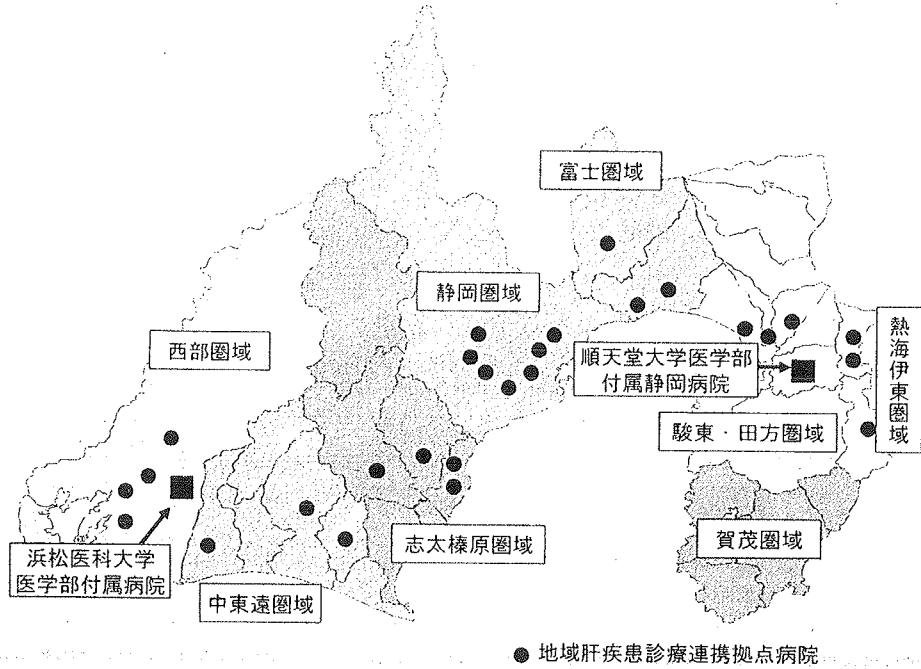 富士圏域
静岡圏域
西部圏域
熱海伊東圏域
順天堂大学医学部
付属静岡病院
駿東・田方圏域
志太榛原圏域
賀茂圏域
浜松医科大学
医学部付属病院
中東遠圏域
●地域肝疾患診療連携拠点病院